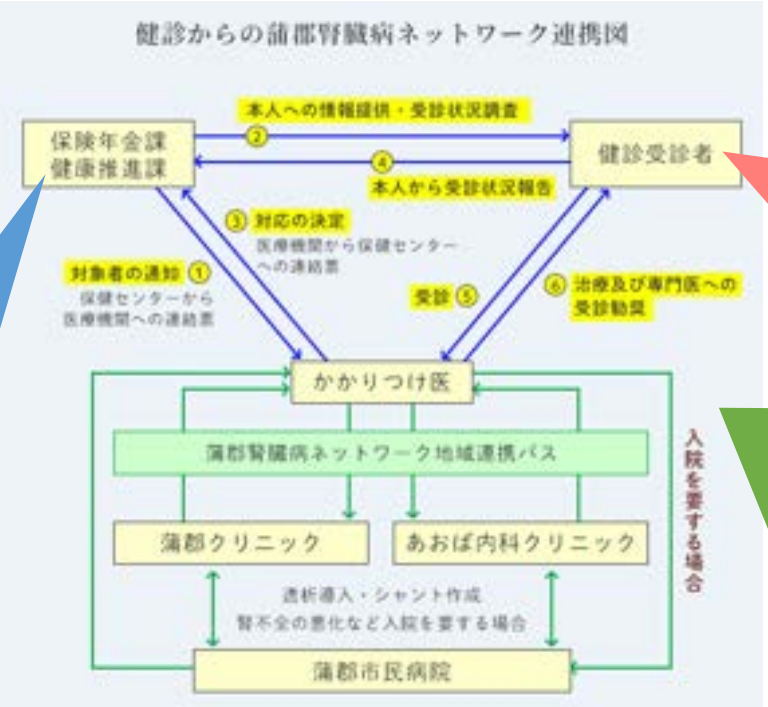 健診からの蒲郡腎臓病ネットワーク連携図
本人への情報提供・受診状況調査
②
保険年金課
健康推進課
健診受診者
④
本人から受診状況報告
③ 対応の決定
医療機関から保健センター
への連絡票
対象者の通知 ①
保健センターから
医療機関への連絡票
受診 ⑤
⑥ 治療及び専門医への
受診勧奨
かかりつけ医
蒲郡腎臓病ネットワーク地域連携パス
入院を要する場合
蒲郡クリニック
あおば内科クリニック
透析導入・シャント作成
腎不全の悪化など入院を要する場合
蒲郡市民病院